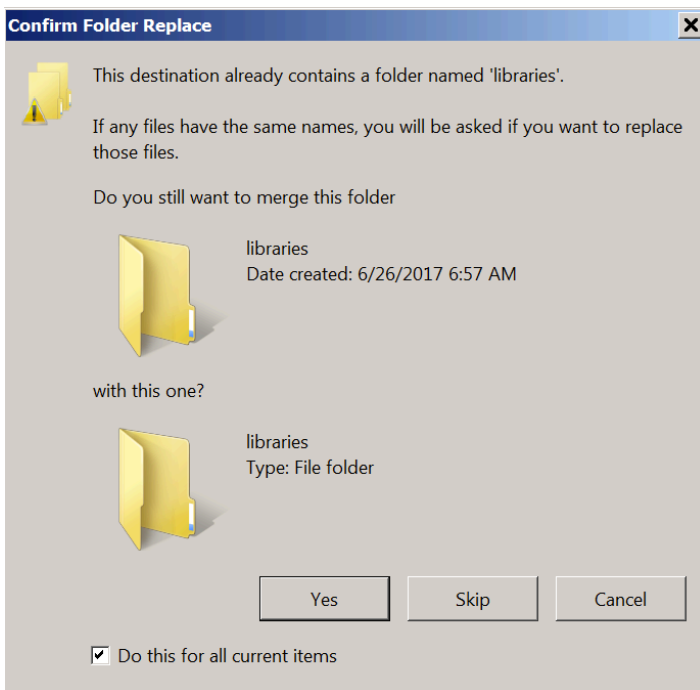 Confirm Folder Replace
This destination already contains a folder named 'libraries'.
If any files have the same names, you will be asked if you want to replace
those files.
Do you still want to merge this folder
libraries
Date created: 6/26/2017 6:57 AM
with this one?
libraries
Type: File folder
Yes Skip Cancel
Do this for all current items